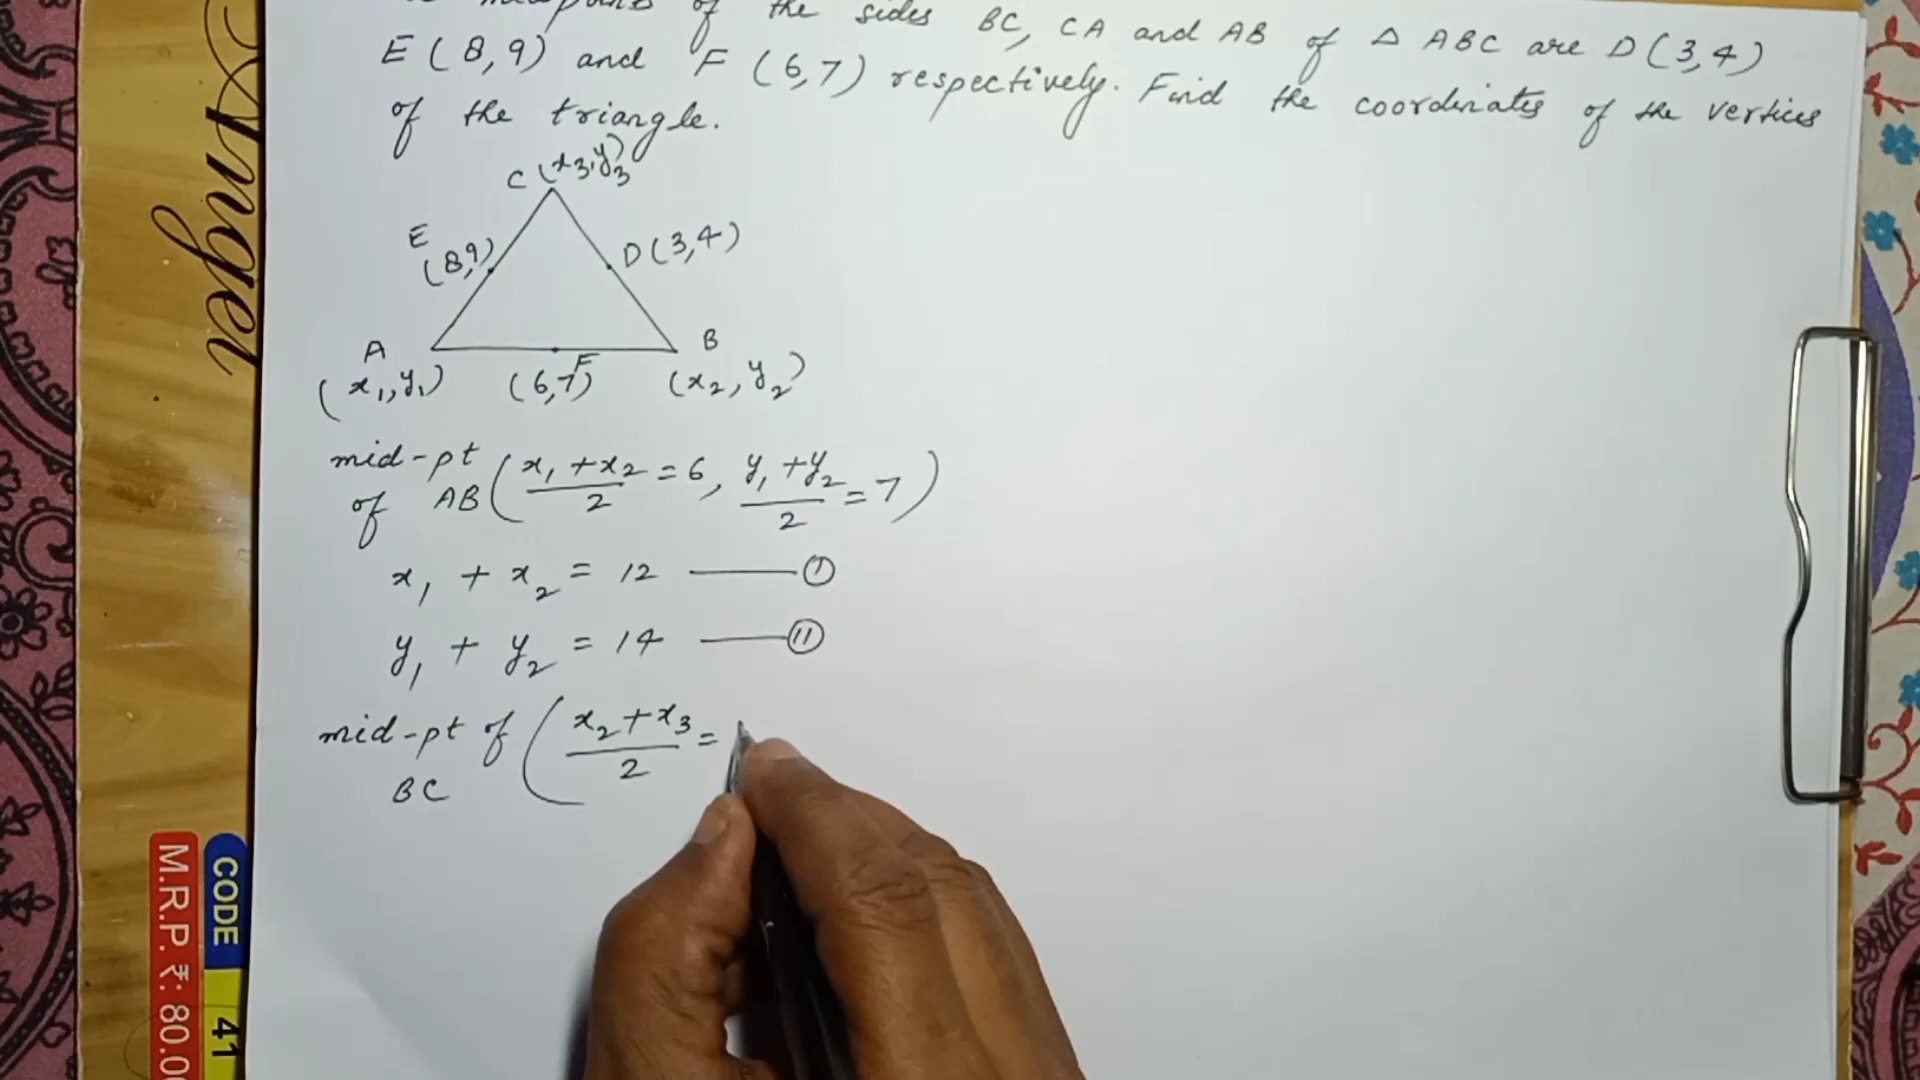 midpoints of the sides BC, CA and AB of △ ABC are D(3,4)
E(8,9) and F (6,7) respectively. Find the coordinates of the vertices
of the triangle.
C (x₃,y₃)
E
(8,9)
D(3,4)
A
B
(x₁,y₁)
F
(6,7)
(x₂, y₂)
mid-pt
of AB ( (x₁+x₂)/2 = 6, (y₁+y₂)/2 = 7 )
x₁ + x₂ = 12 ——— Ⓘ
y₁ + y₂ = 14 ——— (II)
mid-pt of ( (x₂+x₃)/2 =
BC
Angel
CODE 41
M.R.P. ₹: 80.0